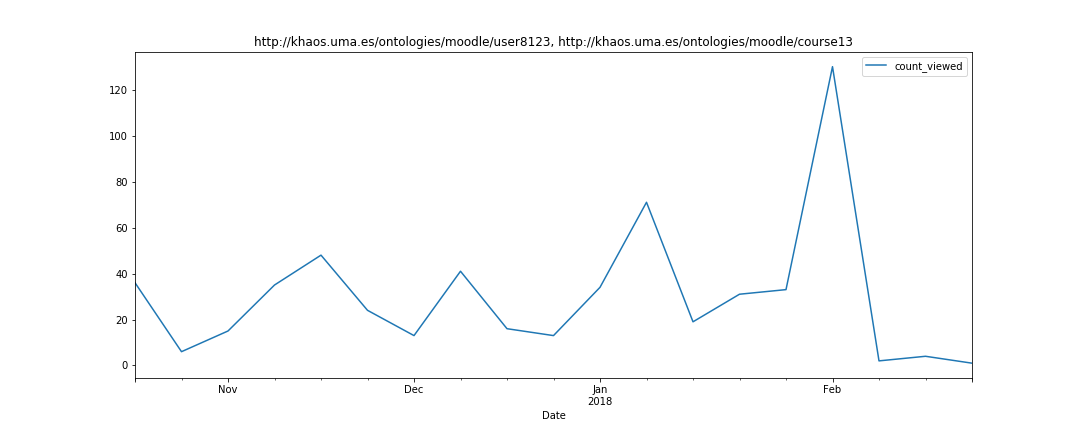 http://khaos.uma.es/ontologies/moodle/user8123, http://khaos.uma.es/ontologies/moodle/course13
count_viewed
120
100
80
60
40
20
0
Nov
Dec
Jan
2018
Feb
Date